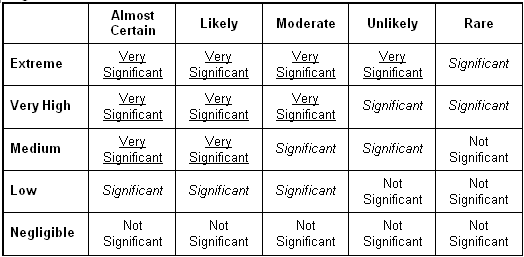 Almost Certain Likely Moderate Unlikely Rare
Extreme Very Significant Very Significant Very Significant Very Significant Significant
Very High Very Significant Very Significant Very Significant Significant Significant
Medium Very Significant Very Significant Significant Significant Not Significant
Low Significant Significant Significant Not Significant Not Significant
Negligible Not Significant Not Significant Not Significant Not Significant Not Significant